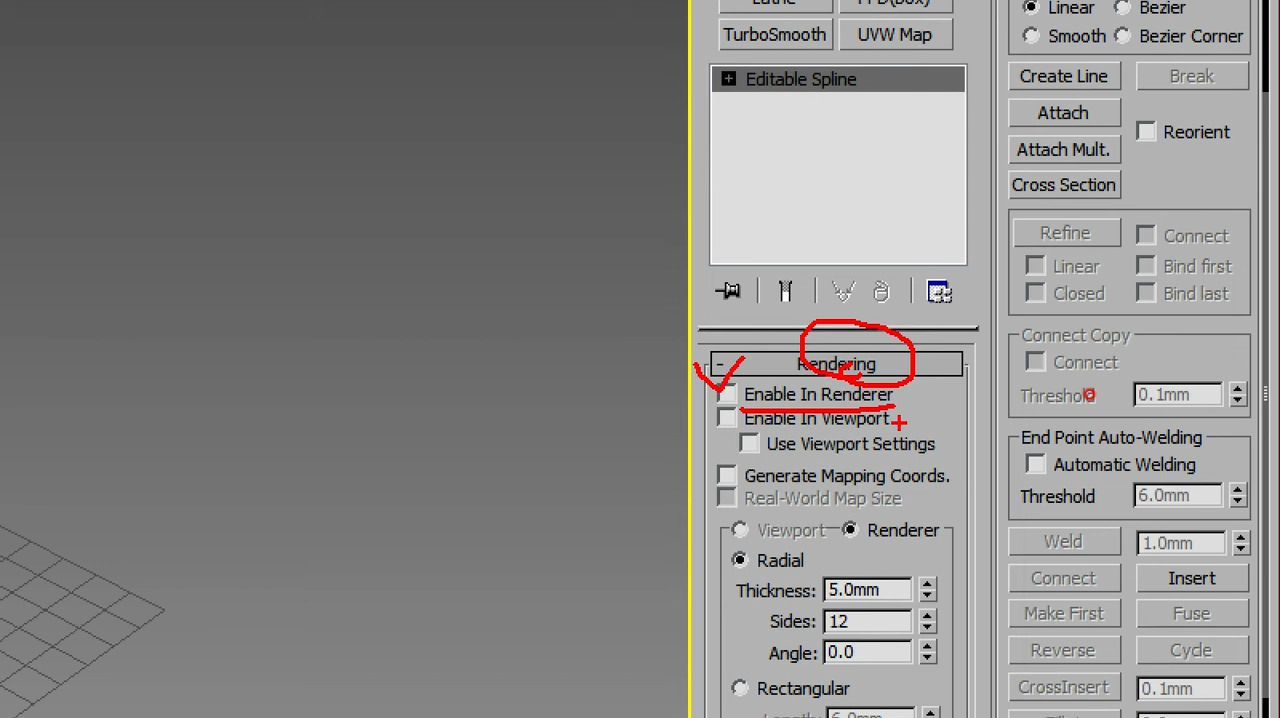 TurboSmooth UVW Map
Editable Spline
Rendering
Enable In Renderer
Enable In Viewport
Use Viewport Settings
Generate Mapping Coords.
Real-World Map Size
Viewport Renderer
Radial
Thickness: 5.0mm
Sides: 12
Angle: 0.0
Rectangular
Linear Bezier
Smooth Bezier Corner
Create Line Break
Attach
Reorient
Attach Mult.
Cross Section
Refine Connect
Linear Bind first
Closed Bind last
Connect Copy
Connect
Threshold 0.1mm
End Point Auto-Welding
Automatic Welding
Threshold 6.0mm
Weld 1.0mm
Connect Insert
Make First Fuse
Reverse Cycle
CrossInsert 0.1mm